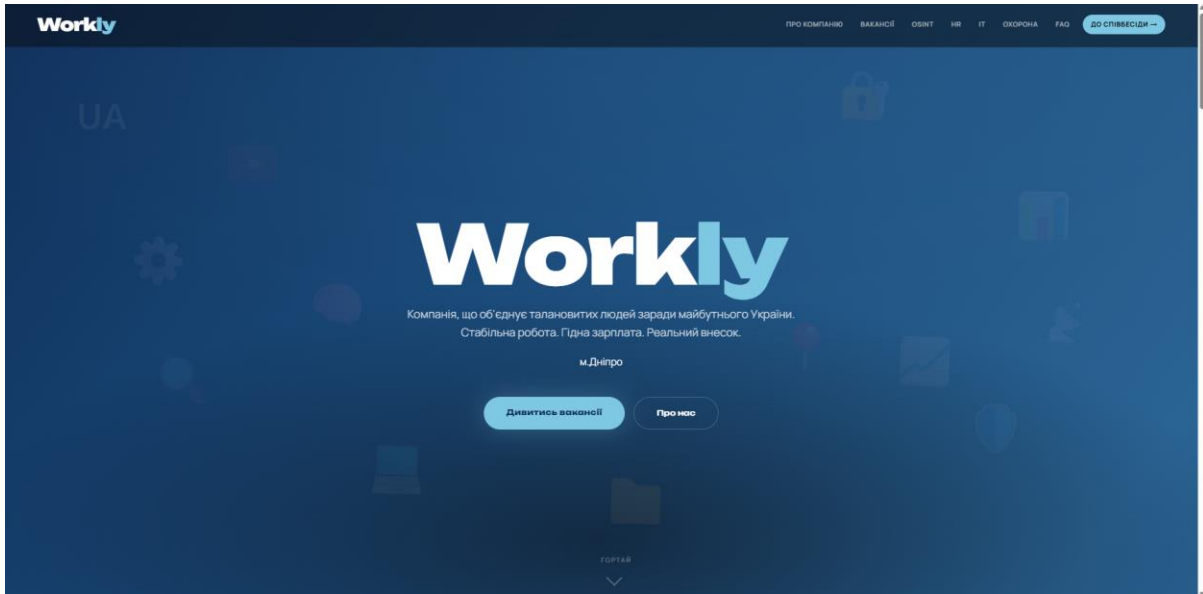 Workly
ПРО КОМПАНІЮ ВАКАНСІЇ OSINT HR IT ОХОРОНА FAQ ДО СПІВБЕСІДИ →
UA
Workly
Компанія, що об'єднує талановитих людей заради майбутнього України.
Стабільна робота. Гідна зарплата. Реальний внесок.
м.Дніпро
Дивитись вакансії Про нас
ГОРТАЙ